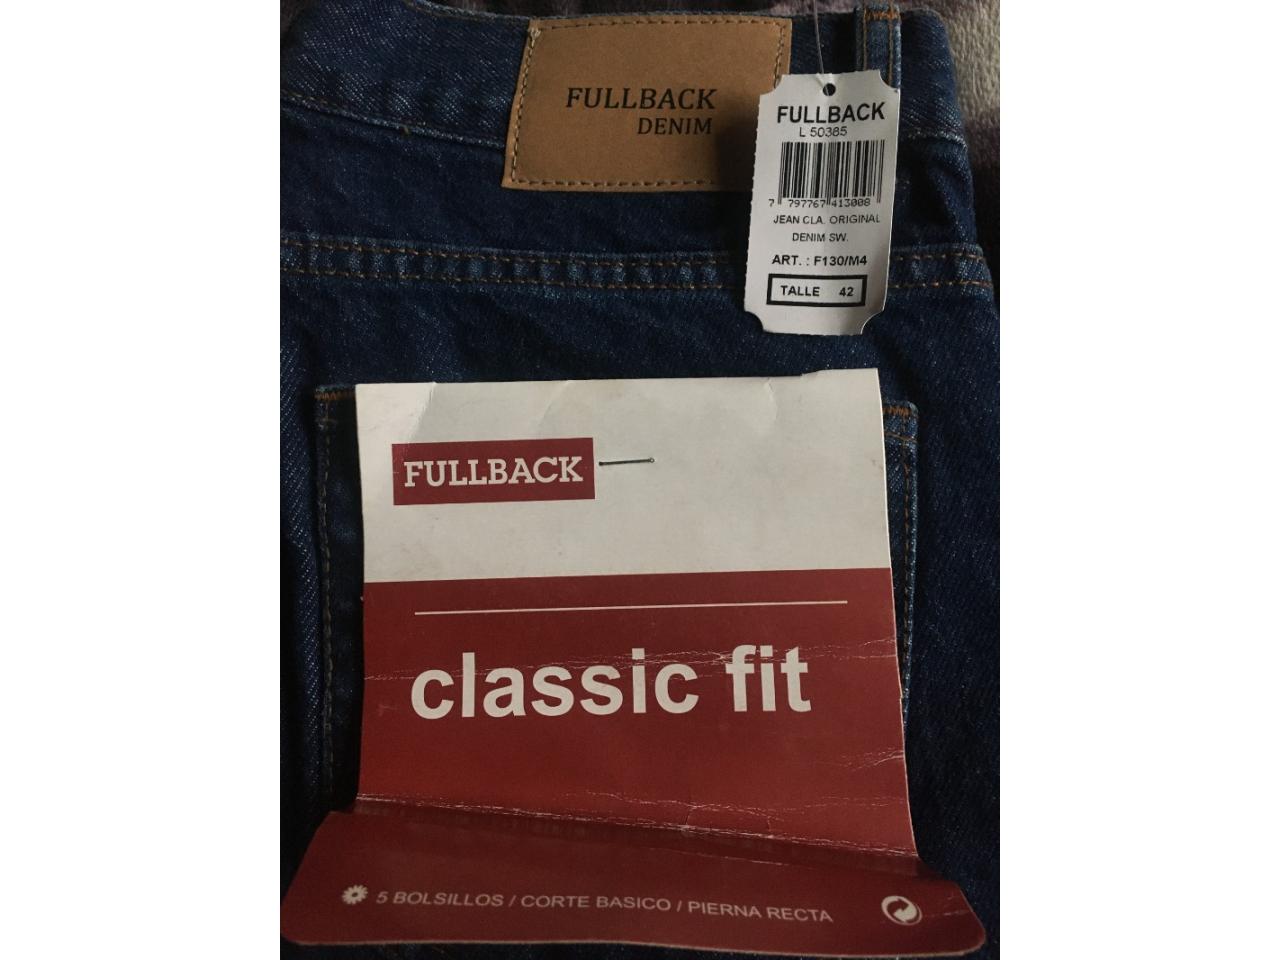 FULLBACK
DENIM
FULLBACK
L 50385
7 797767 413008
JEAN CLA. ORIGINAL
DENIM SW.
ART. : F130/M4
TALLE 42
FULLBACK
classic fit
5 BOLSILLOS / CORTE BASICO / PIERNA RECTA